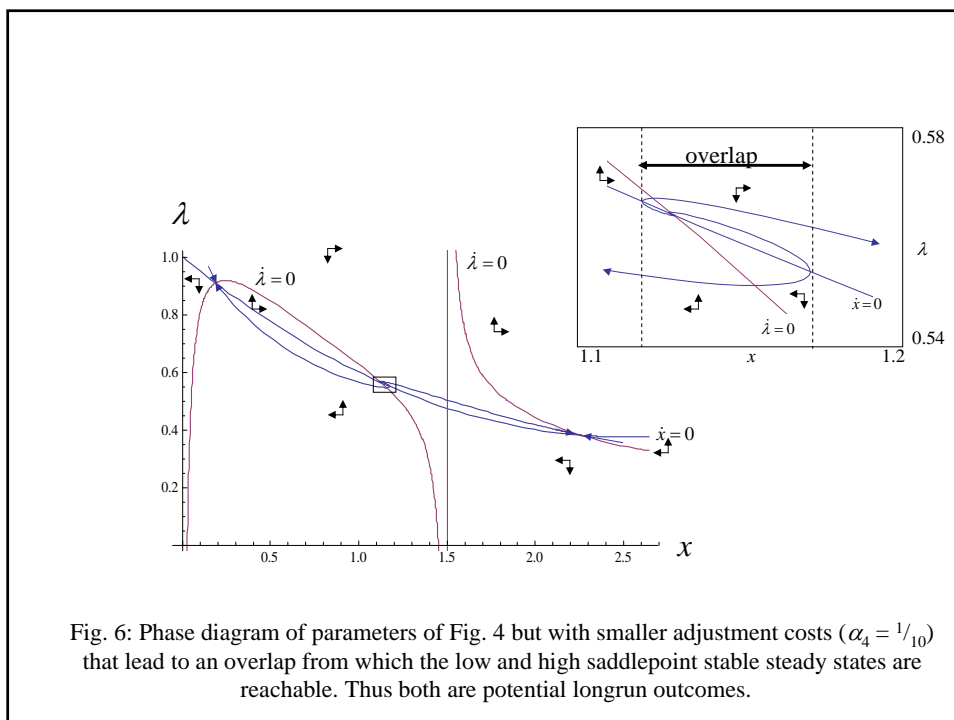 0.58
overlap
λ
λ̇ = 0
ẋ = 0
0.54
1.1
x
1.2
λ
1.0
0.8
0.6
0.4
0.2
λ̇ = 0
λ̇ = 0
ẋ = 0
0.5
1.0
1.5
2.0
2.5
x
Fig. 6: Phase diagram of parameters of Fig. 4 but with smaller adjustment costs (α₄ = ¹/₁₀)
that lead to an overlap from which the low and high saddlepoint stable steady states are
reachable. Thus both are potential longrun outcomes.